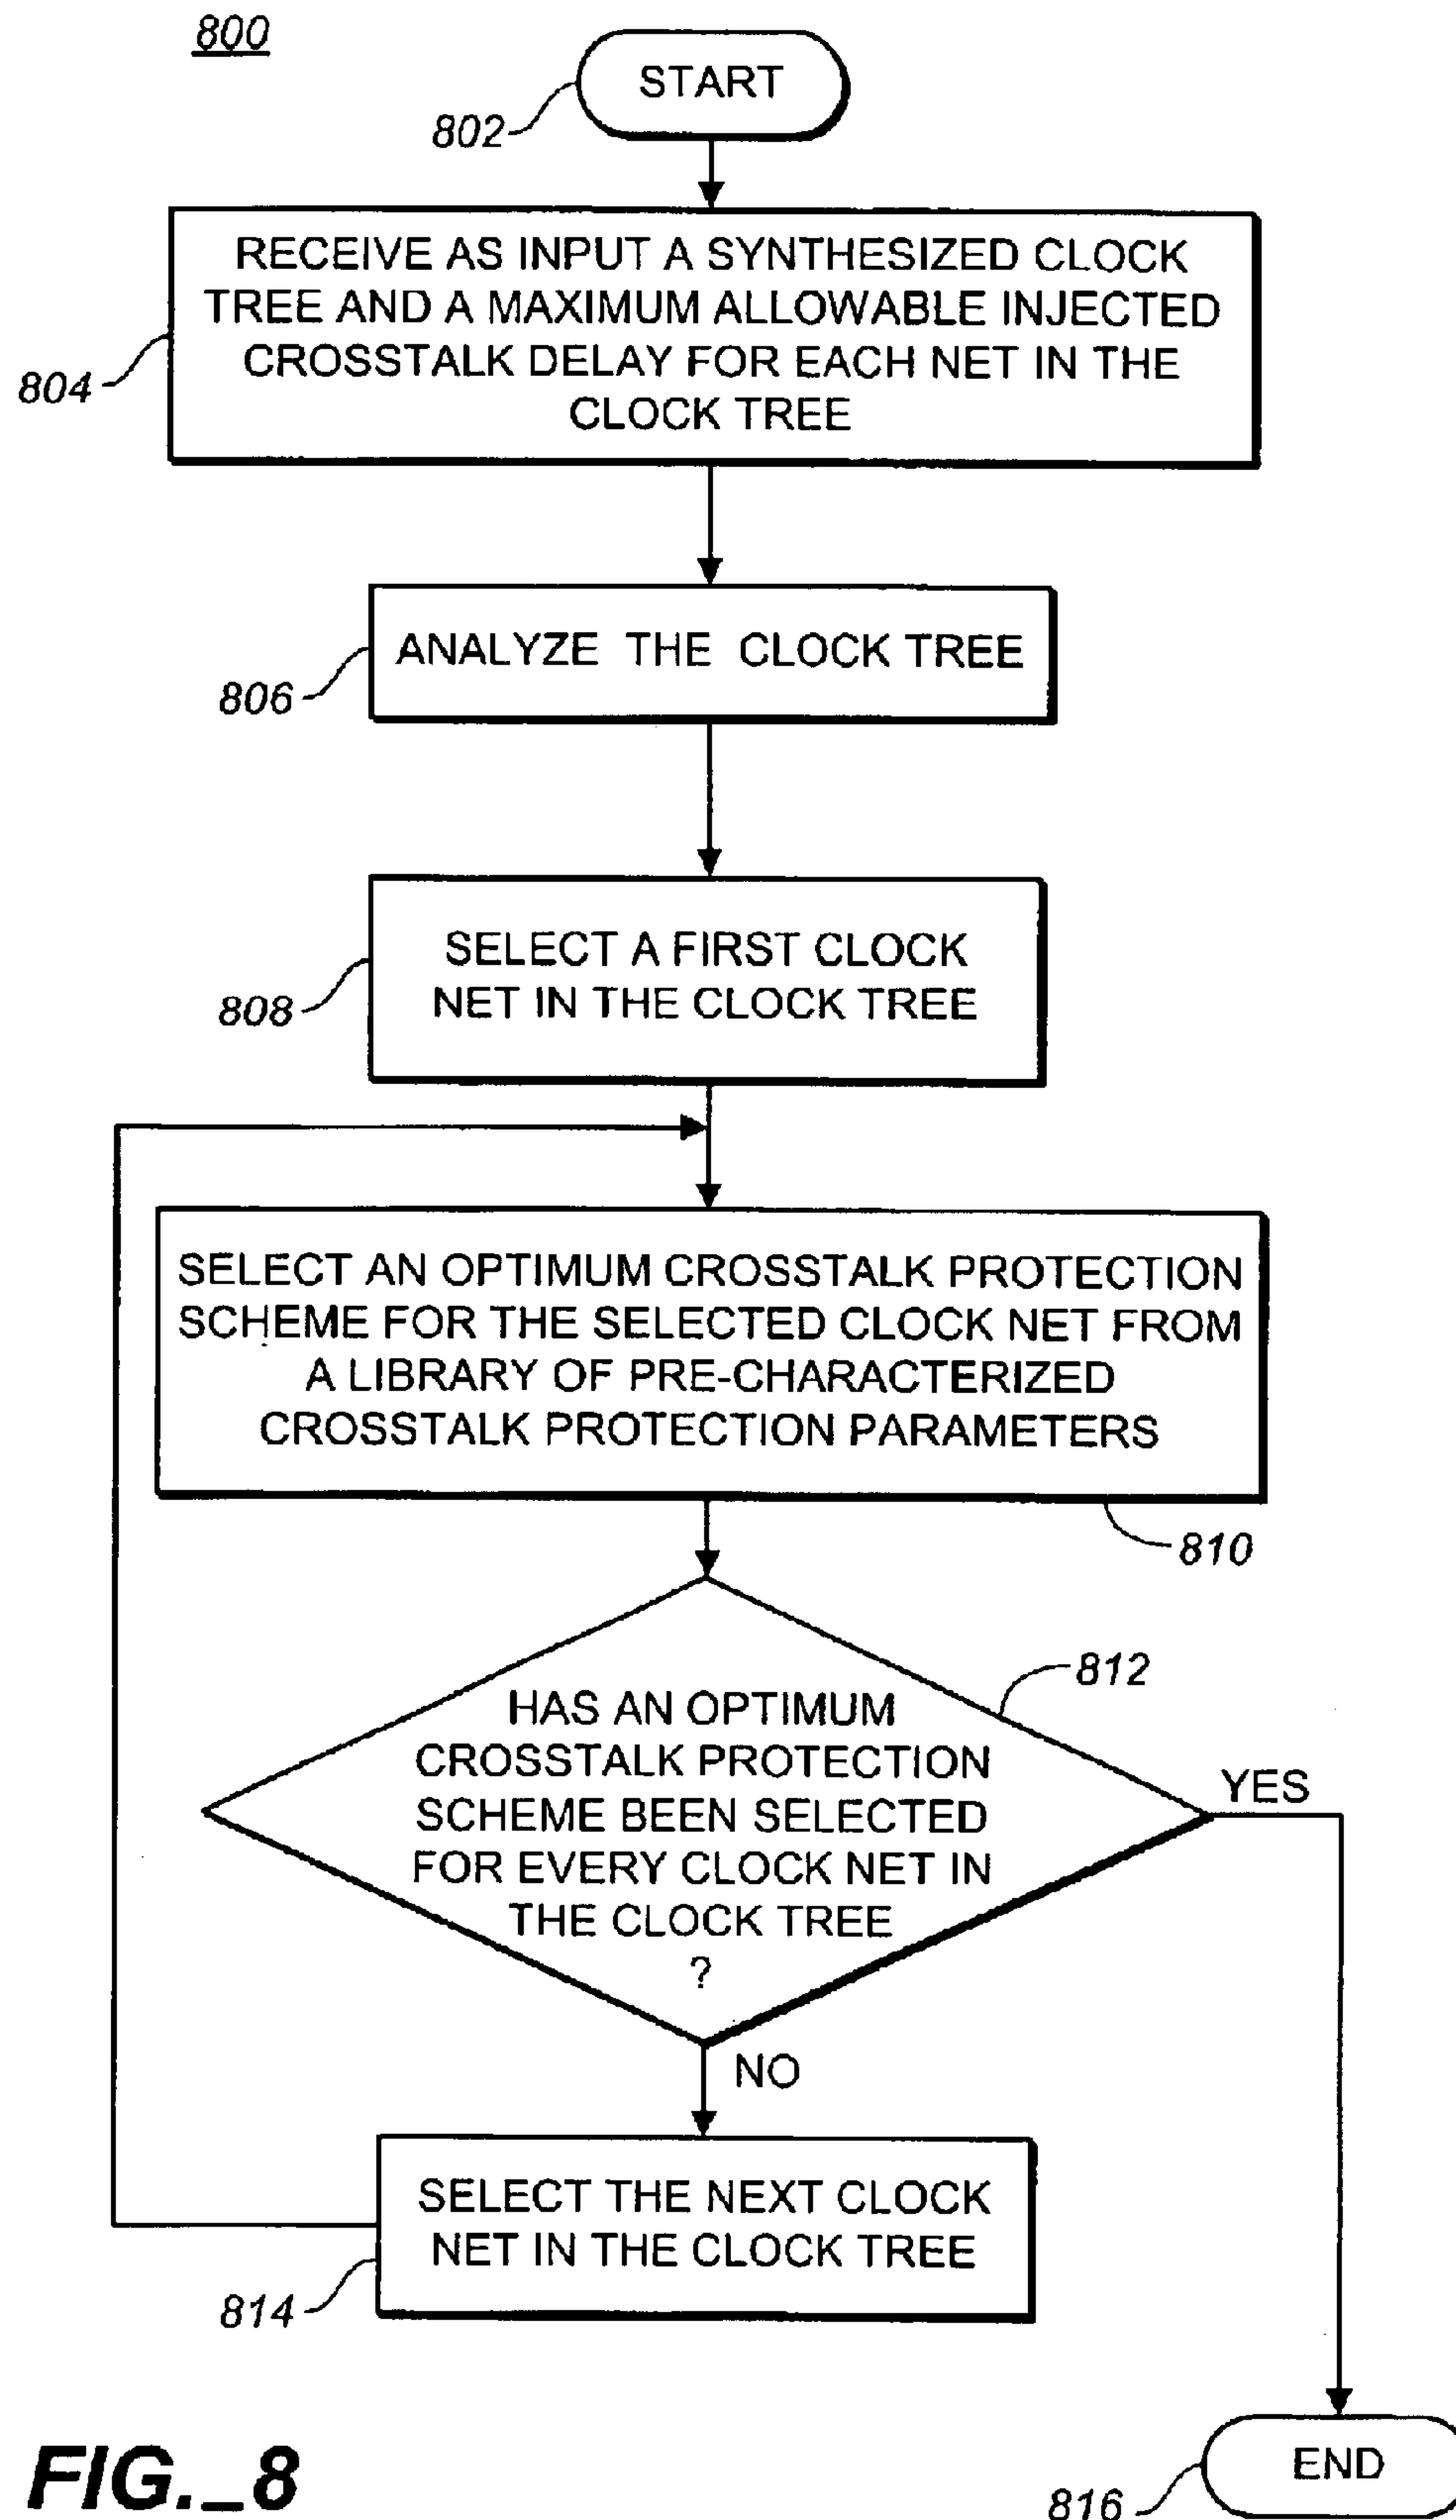 800
START
802
RECEIVE AS INPUT A SYNTHESIZED CLOCK
TREE AND A MAXIMUM ALLOWABLE INJECTED
CROSSTALK DELAY FOR EACH NET IN THE
CLOCK TREE
804
ANALYZE THE CLOCK TREE
806
SELECT A FIRST CLOCK
NET IN THE CLOCK TREE
808
SELECT AN OPTIMUM CROSSTALK PROTECTION
SCHEME FOR THE SELECTED CLOCK NET FROM
A LIBRARY OF PRE-CHARACTERIZED
CROSSTALK PROTECTION PARAMETERS
810
812
HAS AN OPTIMUM
CROSSTALK PROTECTION
SCHEME BEEN SELECTED
FOR EVERY CLOCK NET IN
THE CLOCK TREE
?
YES
NO
SELECT THE NEXT CLOCK
NET IN THE CLOCK TREE
814
END
816
FIG._8